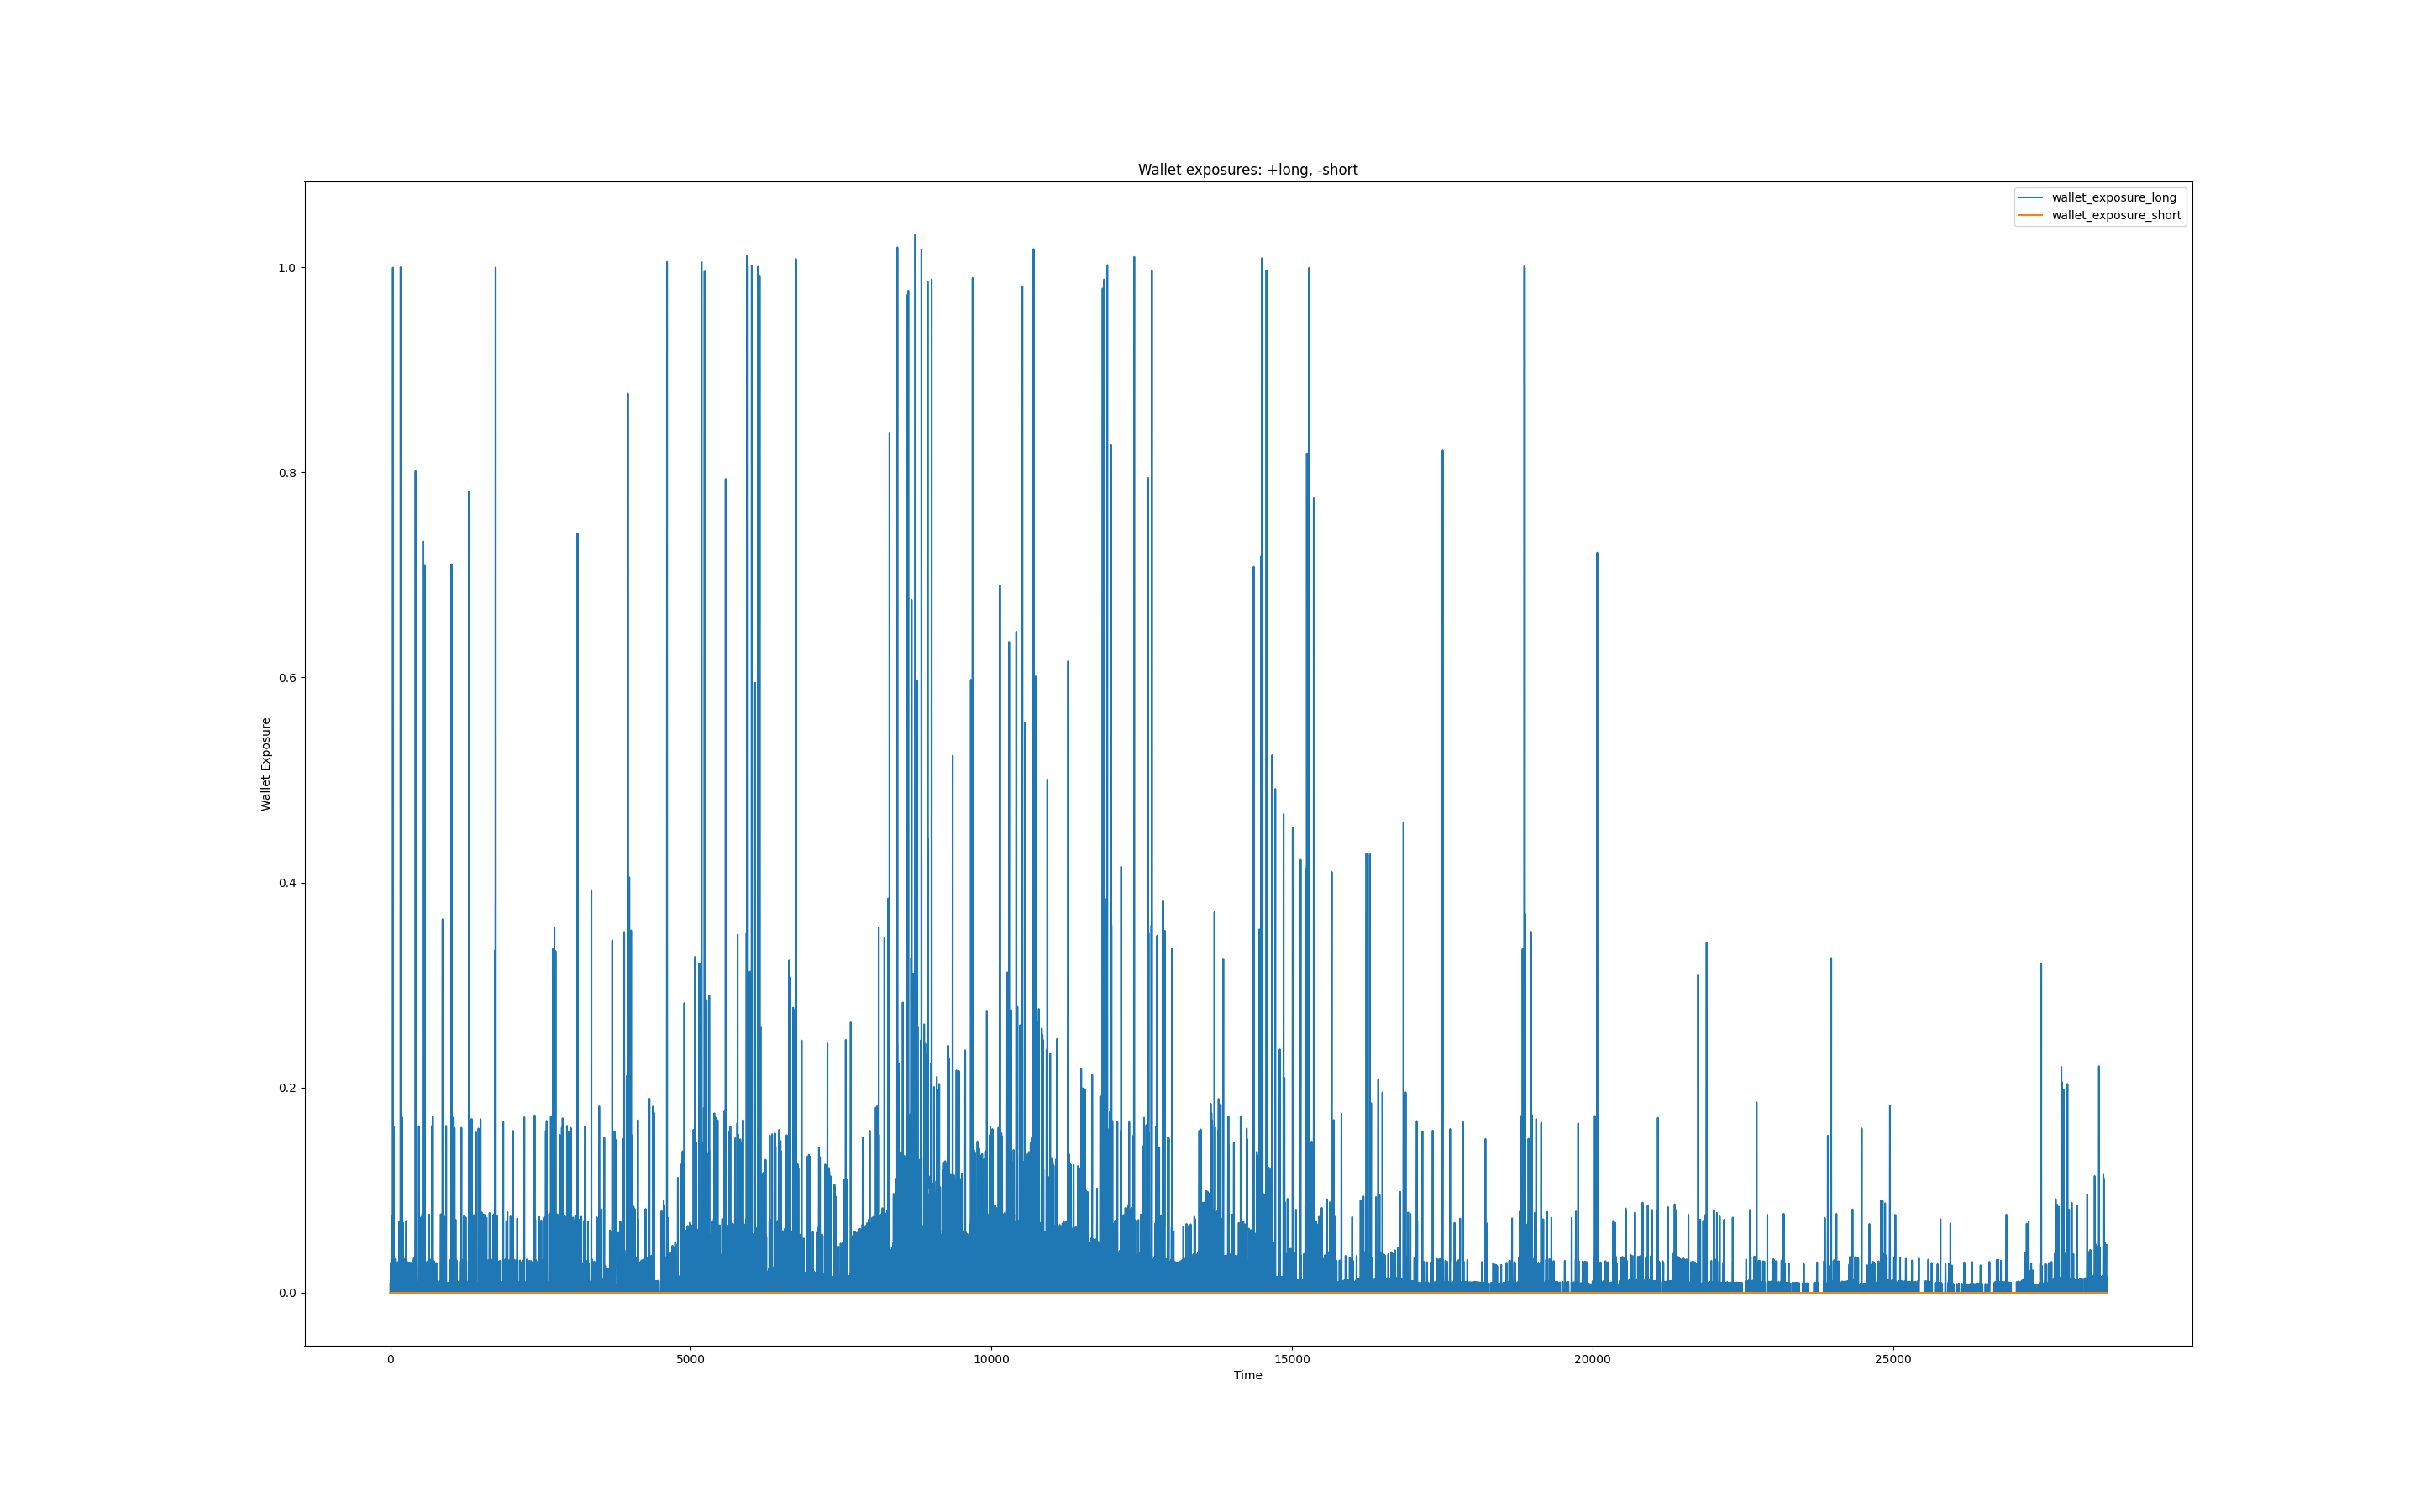 Wallet exposures: +long, -short
wallet_exposure_long
wallet_exposure_short
1.0
0.8
0.6
0.4
0.2
0.0
Wallet Exposure
0 5000 10000 15000 20000 25000
Time